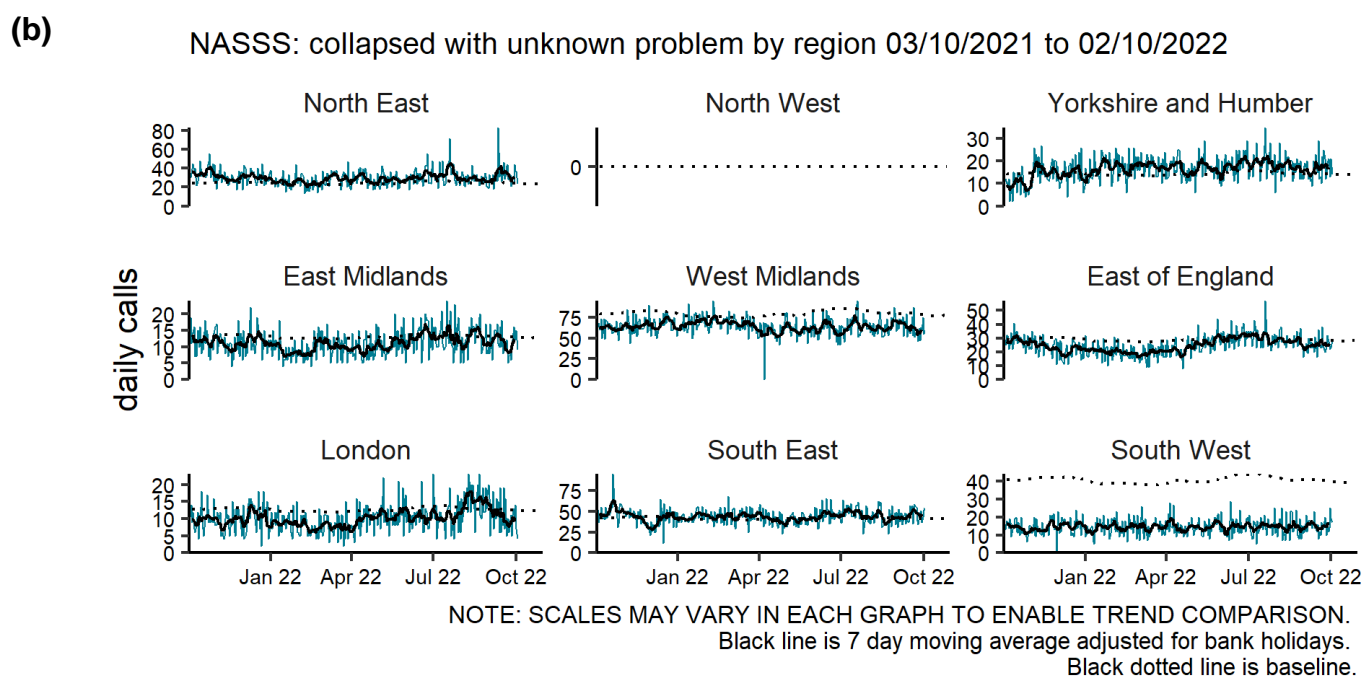 (b)
NASSS: collapsed with unknown problem by region 03/10/2021 to 02/10/2022
North East
North West
Yorkshire and Humber
80
60
40
20
0
0
30
20
10
0
East Midlands
West Midlands
East of England
daily calls
20
15
10
5
0
75
50
25
0
50
40
30
20
10
0
London
South East
South West
20
15
10
5
0
75
50
25
0
40
30
20
10
0
Jan 22 Apr 22 Jul 22 Oct 22
Jan 22 Apr 22 Jul 22 Oct 22
Jan 22 Apr 22 Jul 22 Oct 22
NOTE: SCALES MAY VARY IN EACH GRAPH TO ENABLE TREND COMPARISON.
Black line is 7 day moving average adjusted for bank holidays.
Black dotted line is baseline.